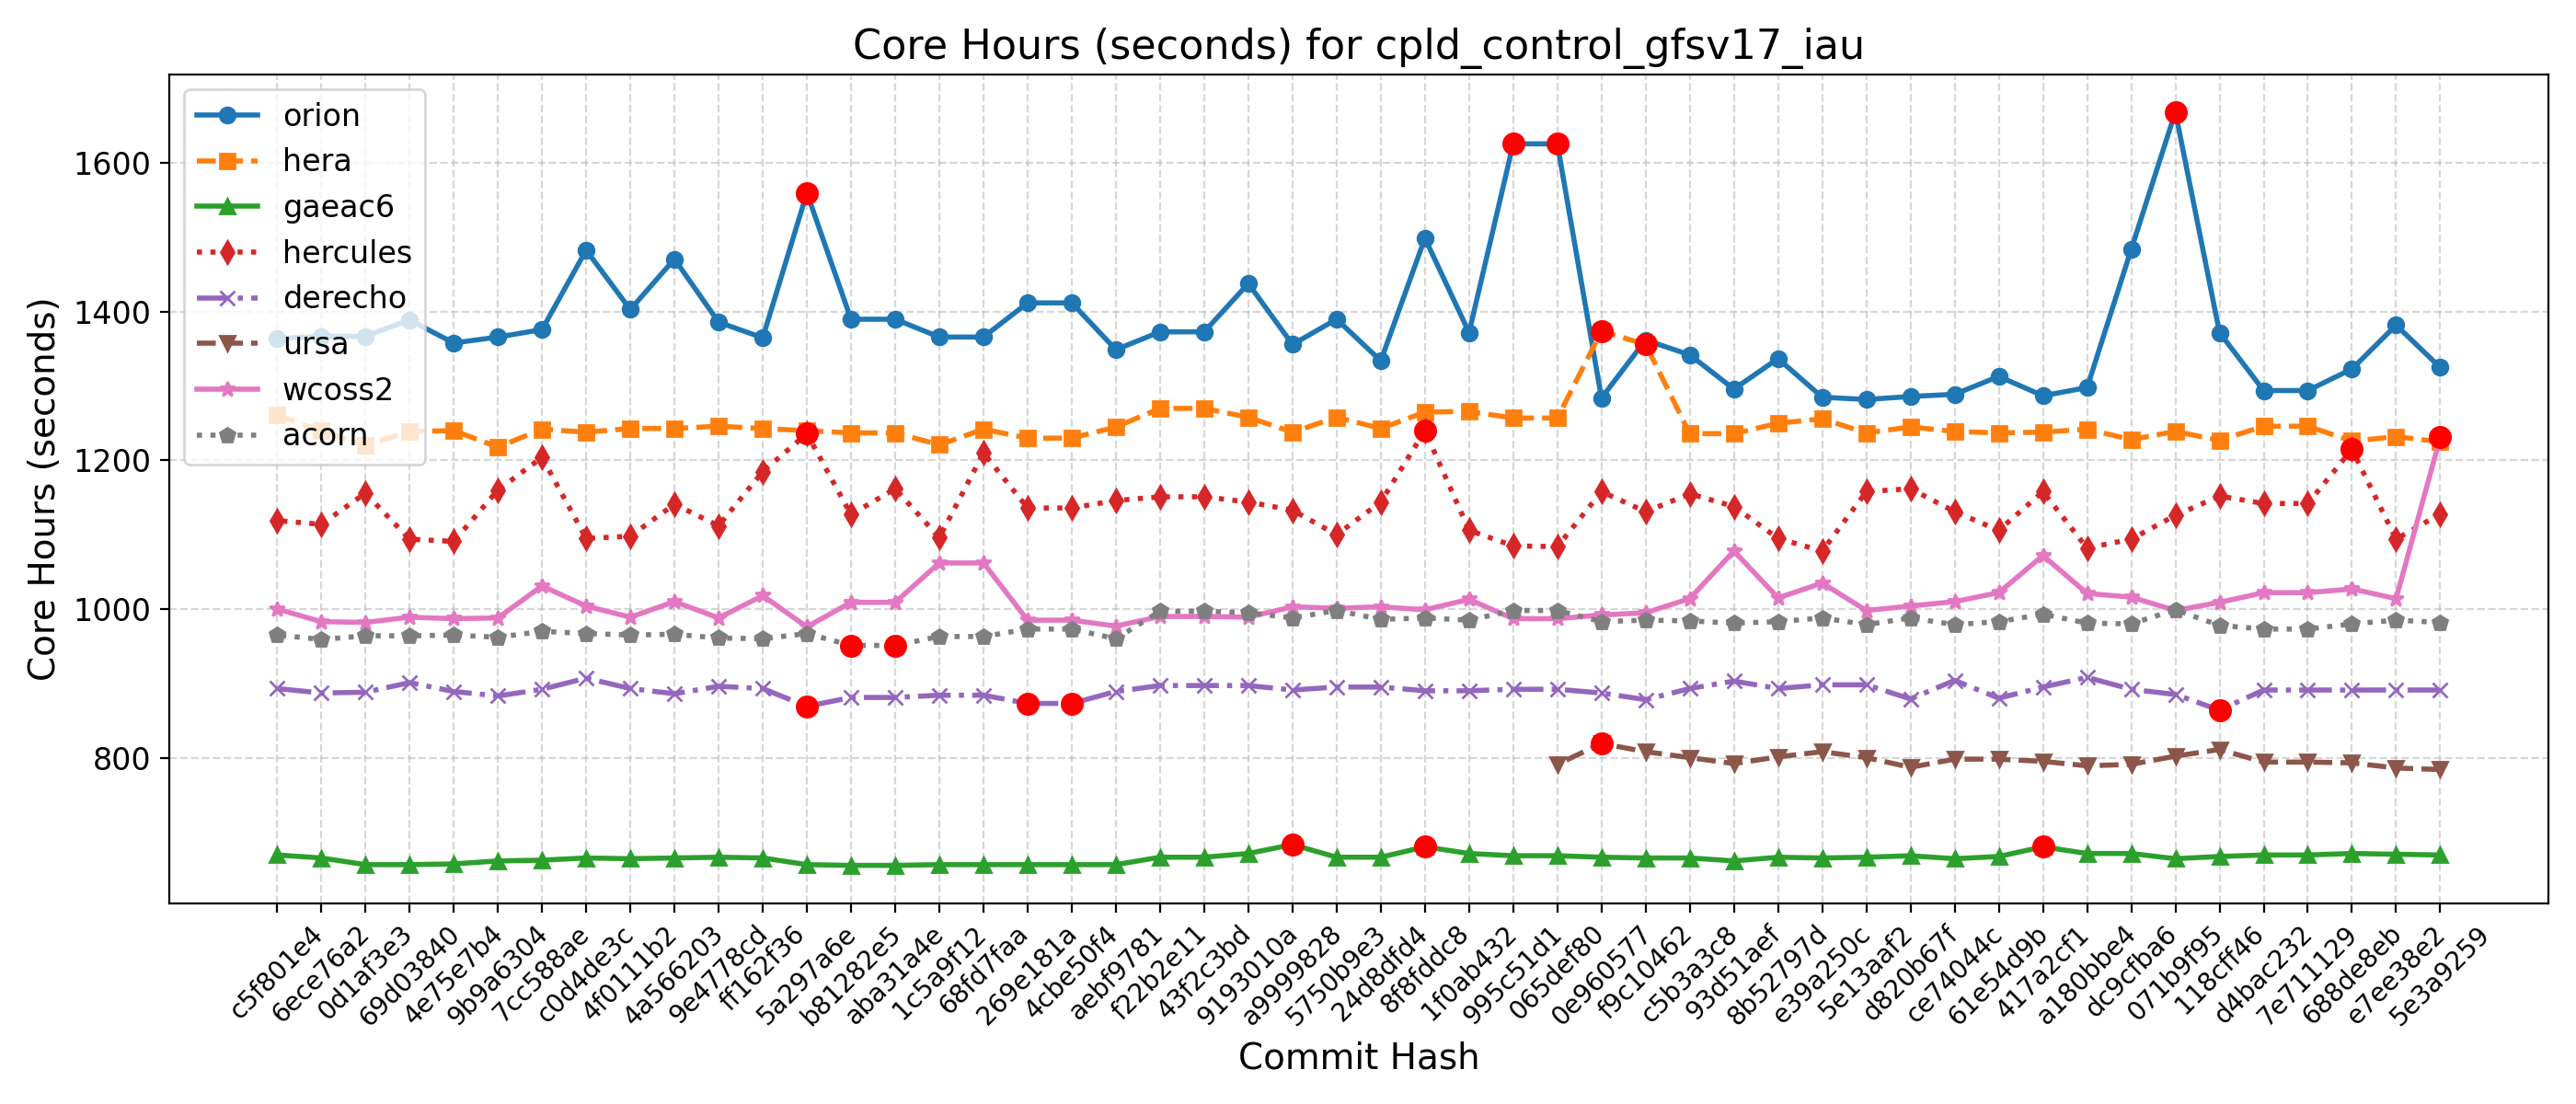 Core Hours (seconds) for cpld_control_gfsv17_iau
orion
hera
gaeac6
hercules
derecho
ursa
wcoss2
acorn
Core Hours (seconds)
1600
1400
1200
1000
800
c5f801e4
6ece76a2
0d1af3e3
69d03840
4e75e7b4
9b9a6304
7cc588ae
c0d4de3c
4f0111b2
4a566203
9e4778cd
ff162f36
5a297a6e
b81282e5
aba31a4e
1c5a9f12
68fd7faa
269e181a
4cbe50f4
aebf9781
f22b2e11
43f2c3bd
9193010a
a9999828
5750b9e3
24d8dfd4
8f8fddc8
1f0ab432
995c51d1
065def80
0e960577
f9c10462
c5b3a3c8
93d51aef
8b52797d
e39a250c
5e13aaf2
d820b67f
ce74044c
61e54d9b
417a2cf1
a180bbe4
dc9cfba6
071b9f95
118cff46
d4bac232
7e711129
688de8eb
e7ee38e2
5e3a9259
Commit Hash